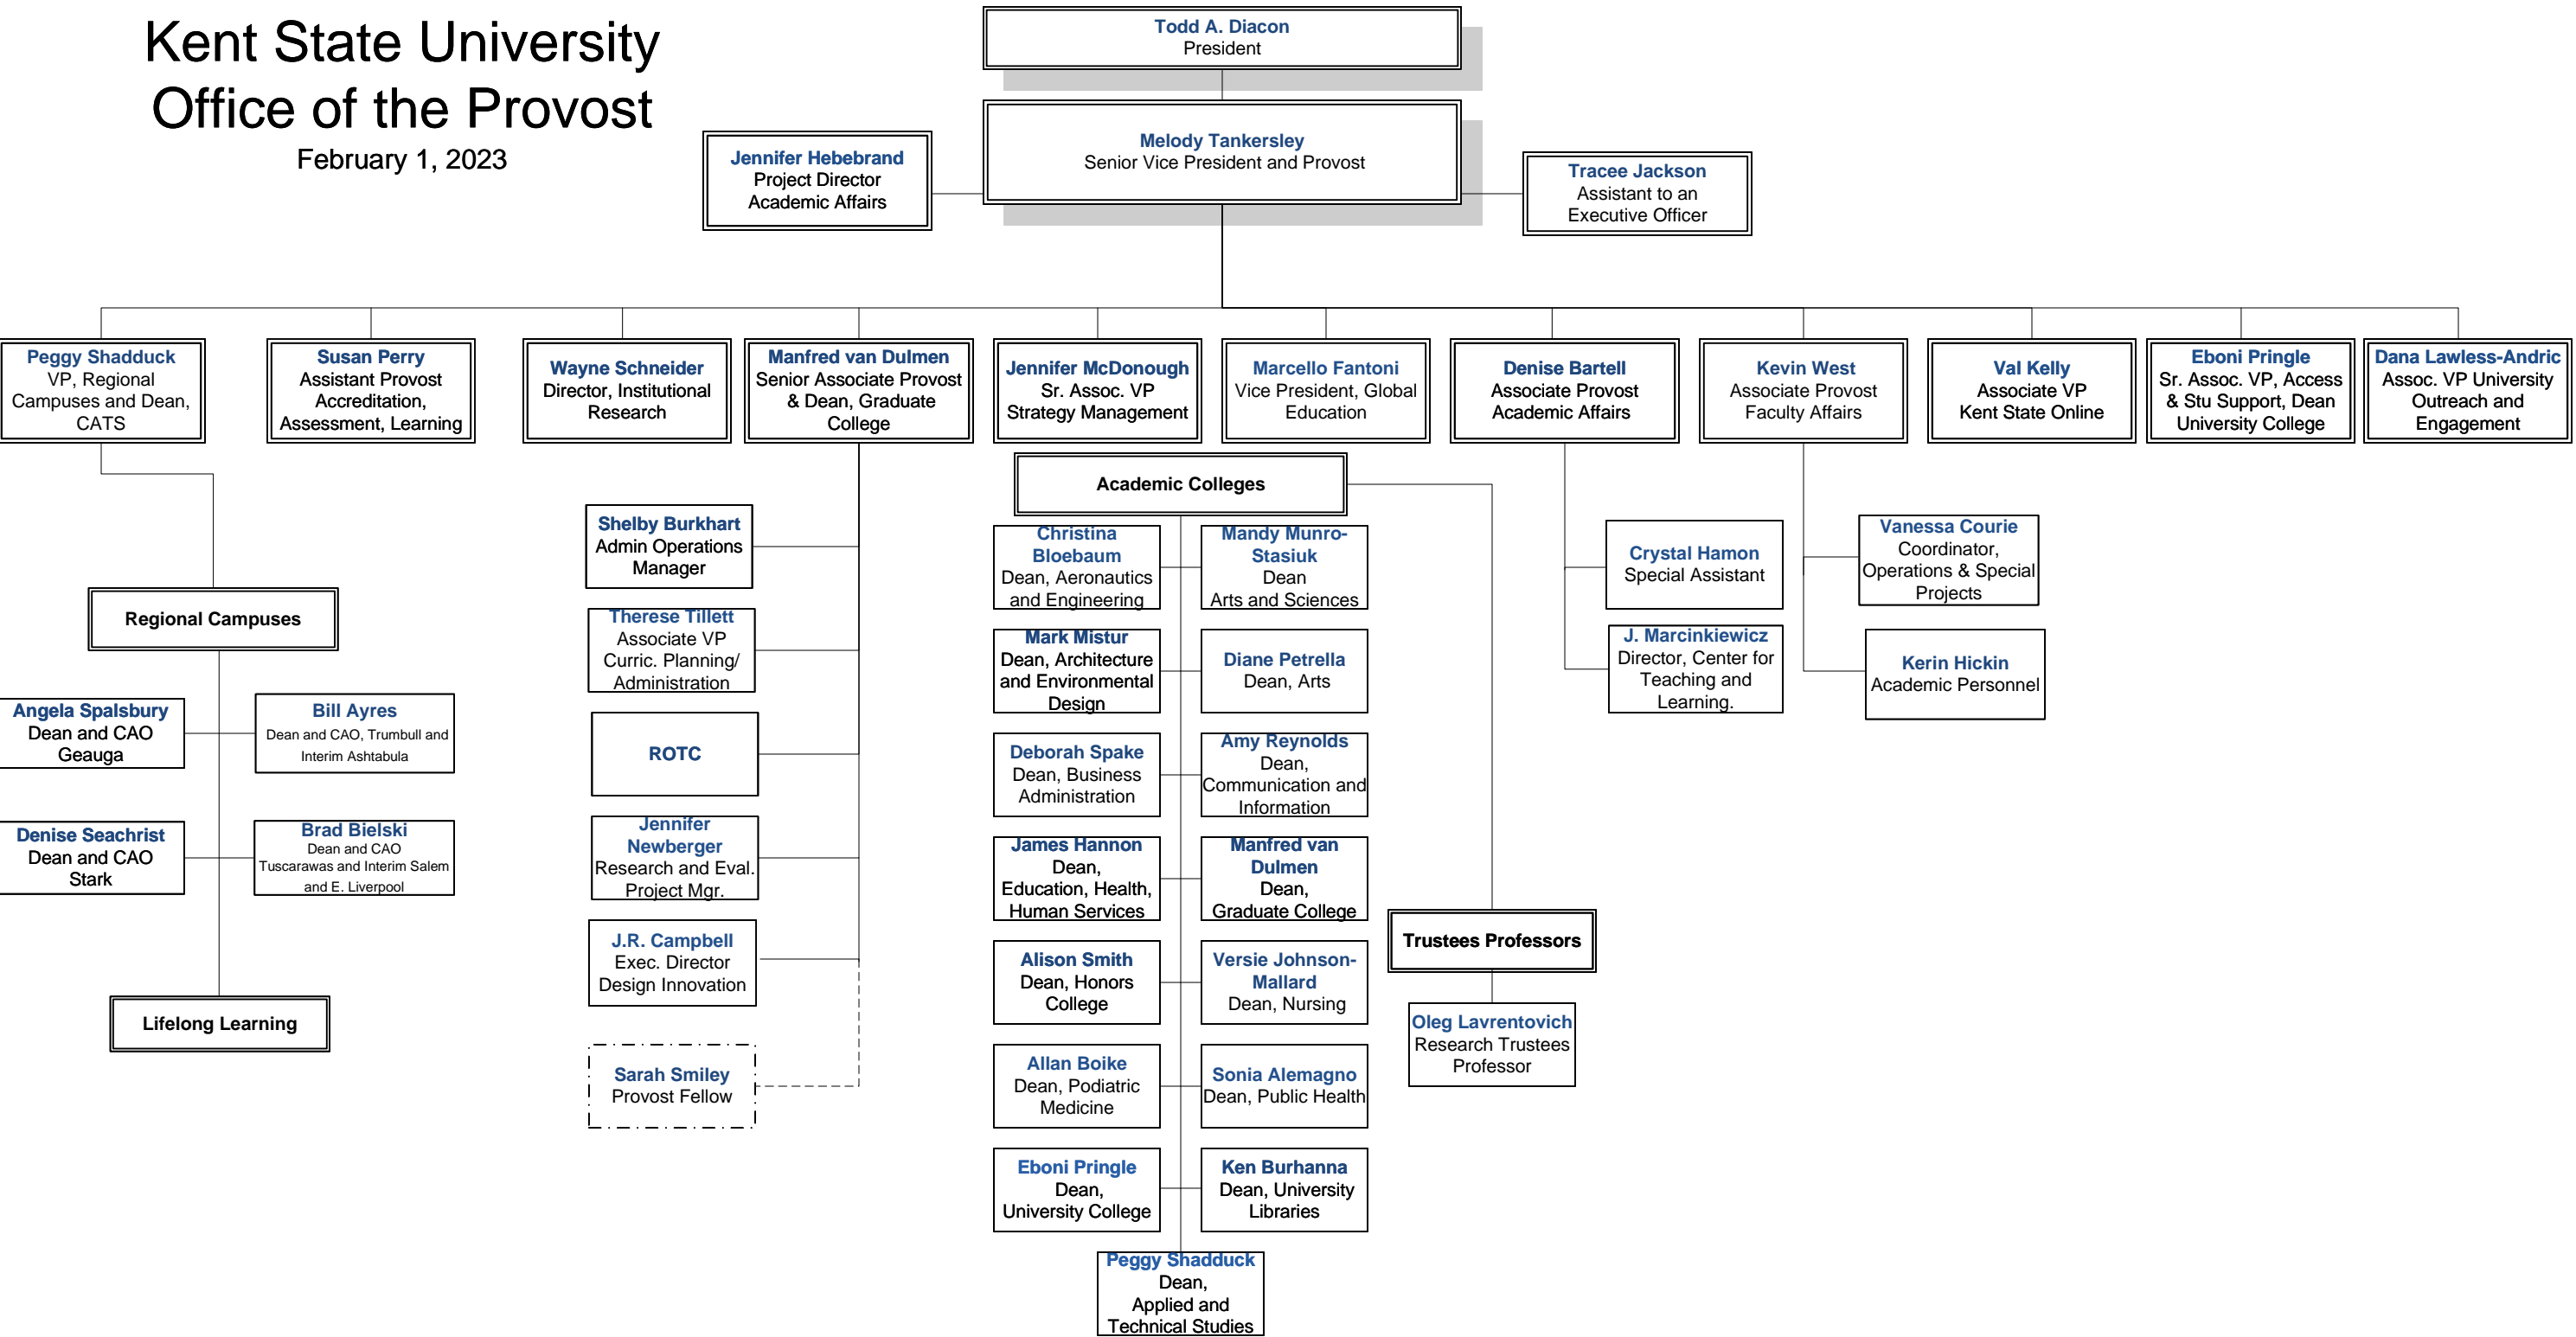 Kent State University
Office of the Provost
February 1, 2023
Todd A. Diacon
President
Melody Tankersley
Senior Vice President and Provost
Jennifer Hebebrand
Project Director
Academic Affairs
Tracee Jackson
Assistant to an
Executive Officer
Peggy Shadduck
VP, Regional
Campuses and Dean,
CATS
Susan Perry
Assistant Provost
Accreditation,
Assessment, Learning
Wayne Schneider
Director, Institutional
Research
Manfred van Dulmen
Senior Associate Provost
& Dean, Graduate
College
Jennifer McDonough
Sr. Assoc. VP
Strategy Management
Marcello Fantoni
Vice President, Global
Education
Denise Bartell
Associate Provost
Academic Affairs
Kevin West
Associate Provost
Faculty Affairs
Val Kelly
Associate VP
Kent State Online
Eboni Pringle
Sr. Assoc. VP, Access
& Stu Support, Dean
University College
Dana Lawless-Andric
Assoc. VP University
Outreach and
Engagement
Regional Campuses
Angela Spalsbury
Dean and CAO
Geauga
Bill Ayres
Dean and CAO, Trumbull and
Interim Ashtabula
Denise Seachrist
Dean and CAO
Stark
Brad Bielski
Dean and CAO
Tuscarawas and Interim Salem
and E. Liverpool
Lifelong Learning
Shelby Burkhart
Admin Operations
Manager
Therese Tillett
Associate VP
Curric. Planning/
Administration
ROTC
Jennifer
Newberger
Research and Eval.
Project Mgr.
J.R. Campbell
Exec. Director
Design Innovation
Sarah Smiley
Provost Fellow
Academic Colleges
Christina
Bloebaum
Dean, Aeronautics
and Engineering
Mandy Munro-
Stasiuk
Dean
Arts and Sciences
Mark Mistur
Dean, Architecture
and Environmental
Design
Diane Petrella
Dean, Arts
Deborah Spake
Dean, Business
Administration
Amy Reynolds
Dean,
Communication and
Information
James Hannon
Dean,
Education, Health,
Human Services
Manfred van
Dulmen
Dean,
Graduate College
Alison Smith
Dean, Honors
College
Versie Johnson-
Mallard
Dean, Nursing
Allan Boike
Dean, Podiatric
Medicine
Sonia Alemagno
Dean, Public Health
Eboni Pringle
Dean,
University College
Ken Burhanna
Dean, University
Libraries
Peggy Shadduck
Dean,
Applied and
Technical Studies
Trustees Professors
Oleg Lavrentovich
Research Trustees
Professor
Crystal Hamon
Special Assistant
J. Marcinkiewicz
Director, Center for
Teaching and
Learning.
Vanessa Courie
Coordinator,
Operations & Special
Projects
Kerin Hickin
Academic Personnel